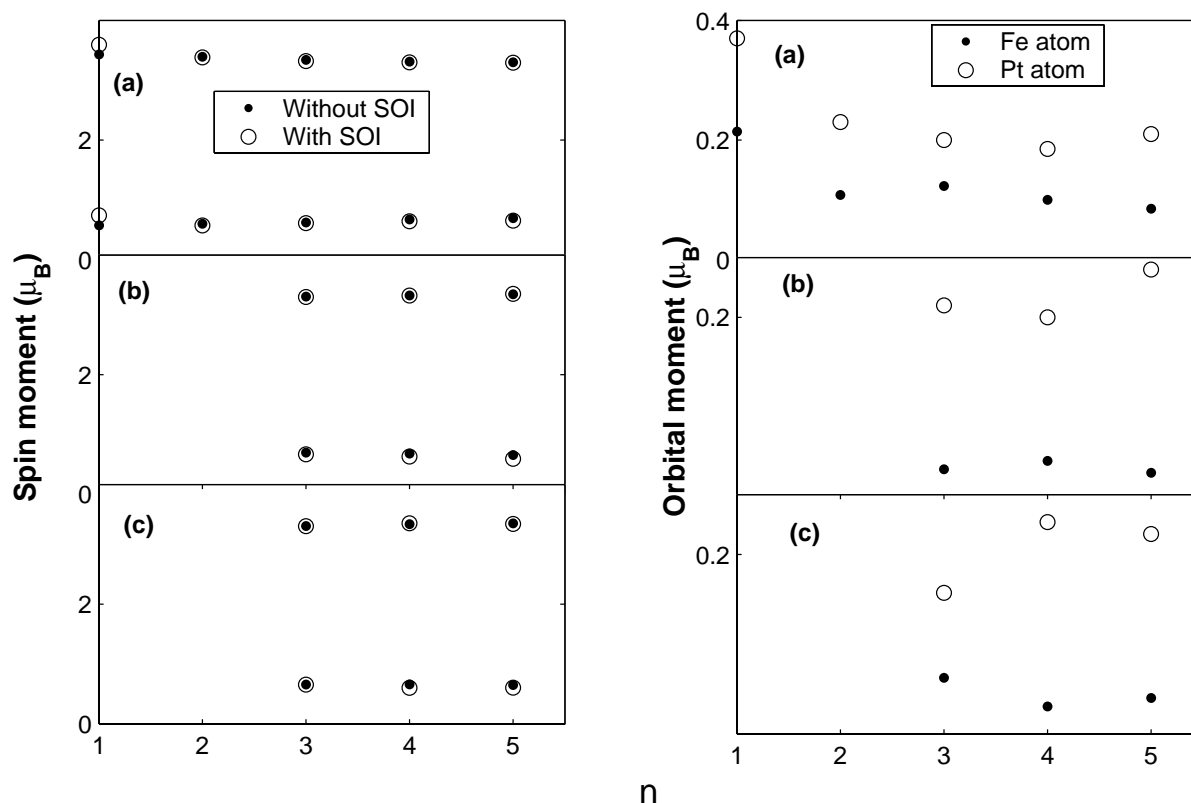 Spin moment (μB)
(a)
Without SOI
With SOI
2
0
(b)
2
0
(c)
2
0
1 2 3 4 5
Orbital moment (μB)
0.4
(a)
Fe atom
Pt atom
0.2
0
(b)
0.2
(c)
0.2
1 2 3 4 5
n